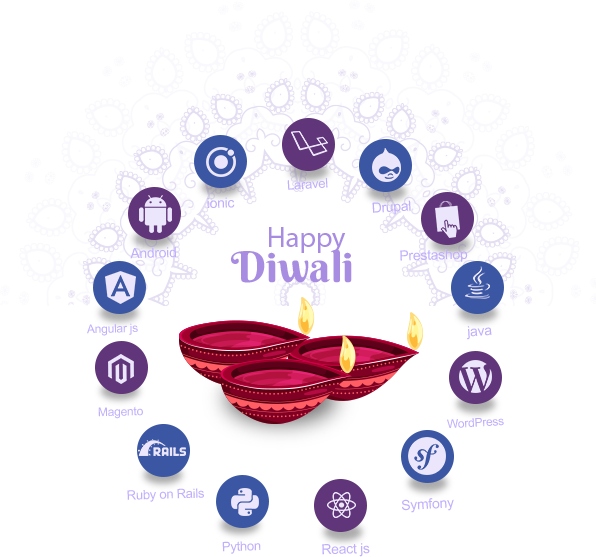 Laravel
ionic
Drupal
Android
Prestashop
Happy
Diwali
Angular js
java
Magento
WordPress
RAILS
Ruby on Rails
sf
Symfony
Python
React js